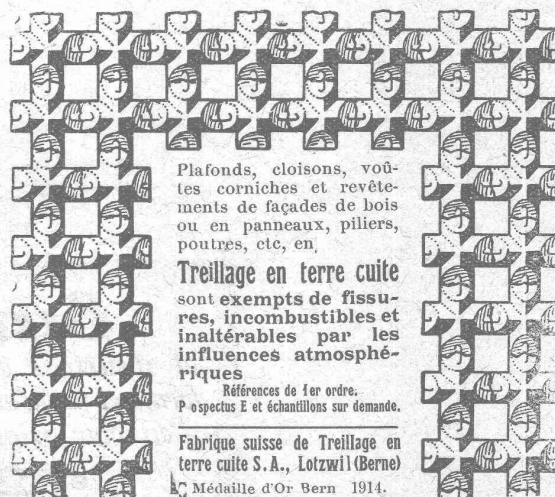 Plafonds, cloisons, voû-
tes corniches et revête-
ments de façades de bois
ou en panneaux, piliers,
poutres, etc, en
Treillage en terre cuite
sont exempts de fissu-
res, incombustibles et
inaltérables par les
influences atmosphé-
riques
Références de 1er ordre.
P ospectus E et échantillons sur demande.
Fabrique suisse de Treillage en
terre cuite S.A., Lotzwil (Berne)
Médaille d'Or Bern 1914.